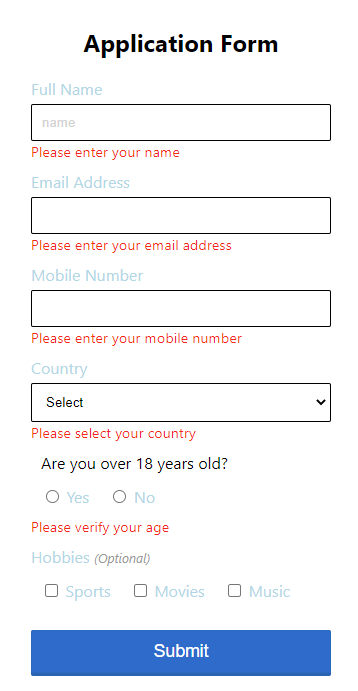 Application Form
Full Name
name
Please enter your name
Email Address
Please enter your email address
Mobile Number
Please enter your mobile number
Country
Select
Please select your country
Are you over 18 years old?
Yes No
Please verify your age
Hobbies (Optional)
Sports Movies Music
Submit